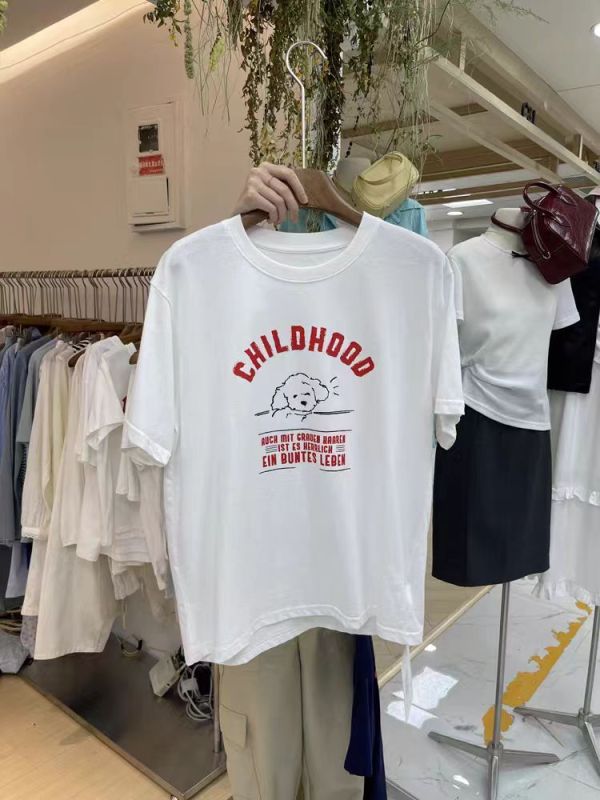 CHILDHOOD
AUCH MIT GRAUEN HAAREN
IST ES HERRLICH
EIN BUNTES LEBEN